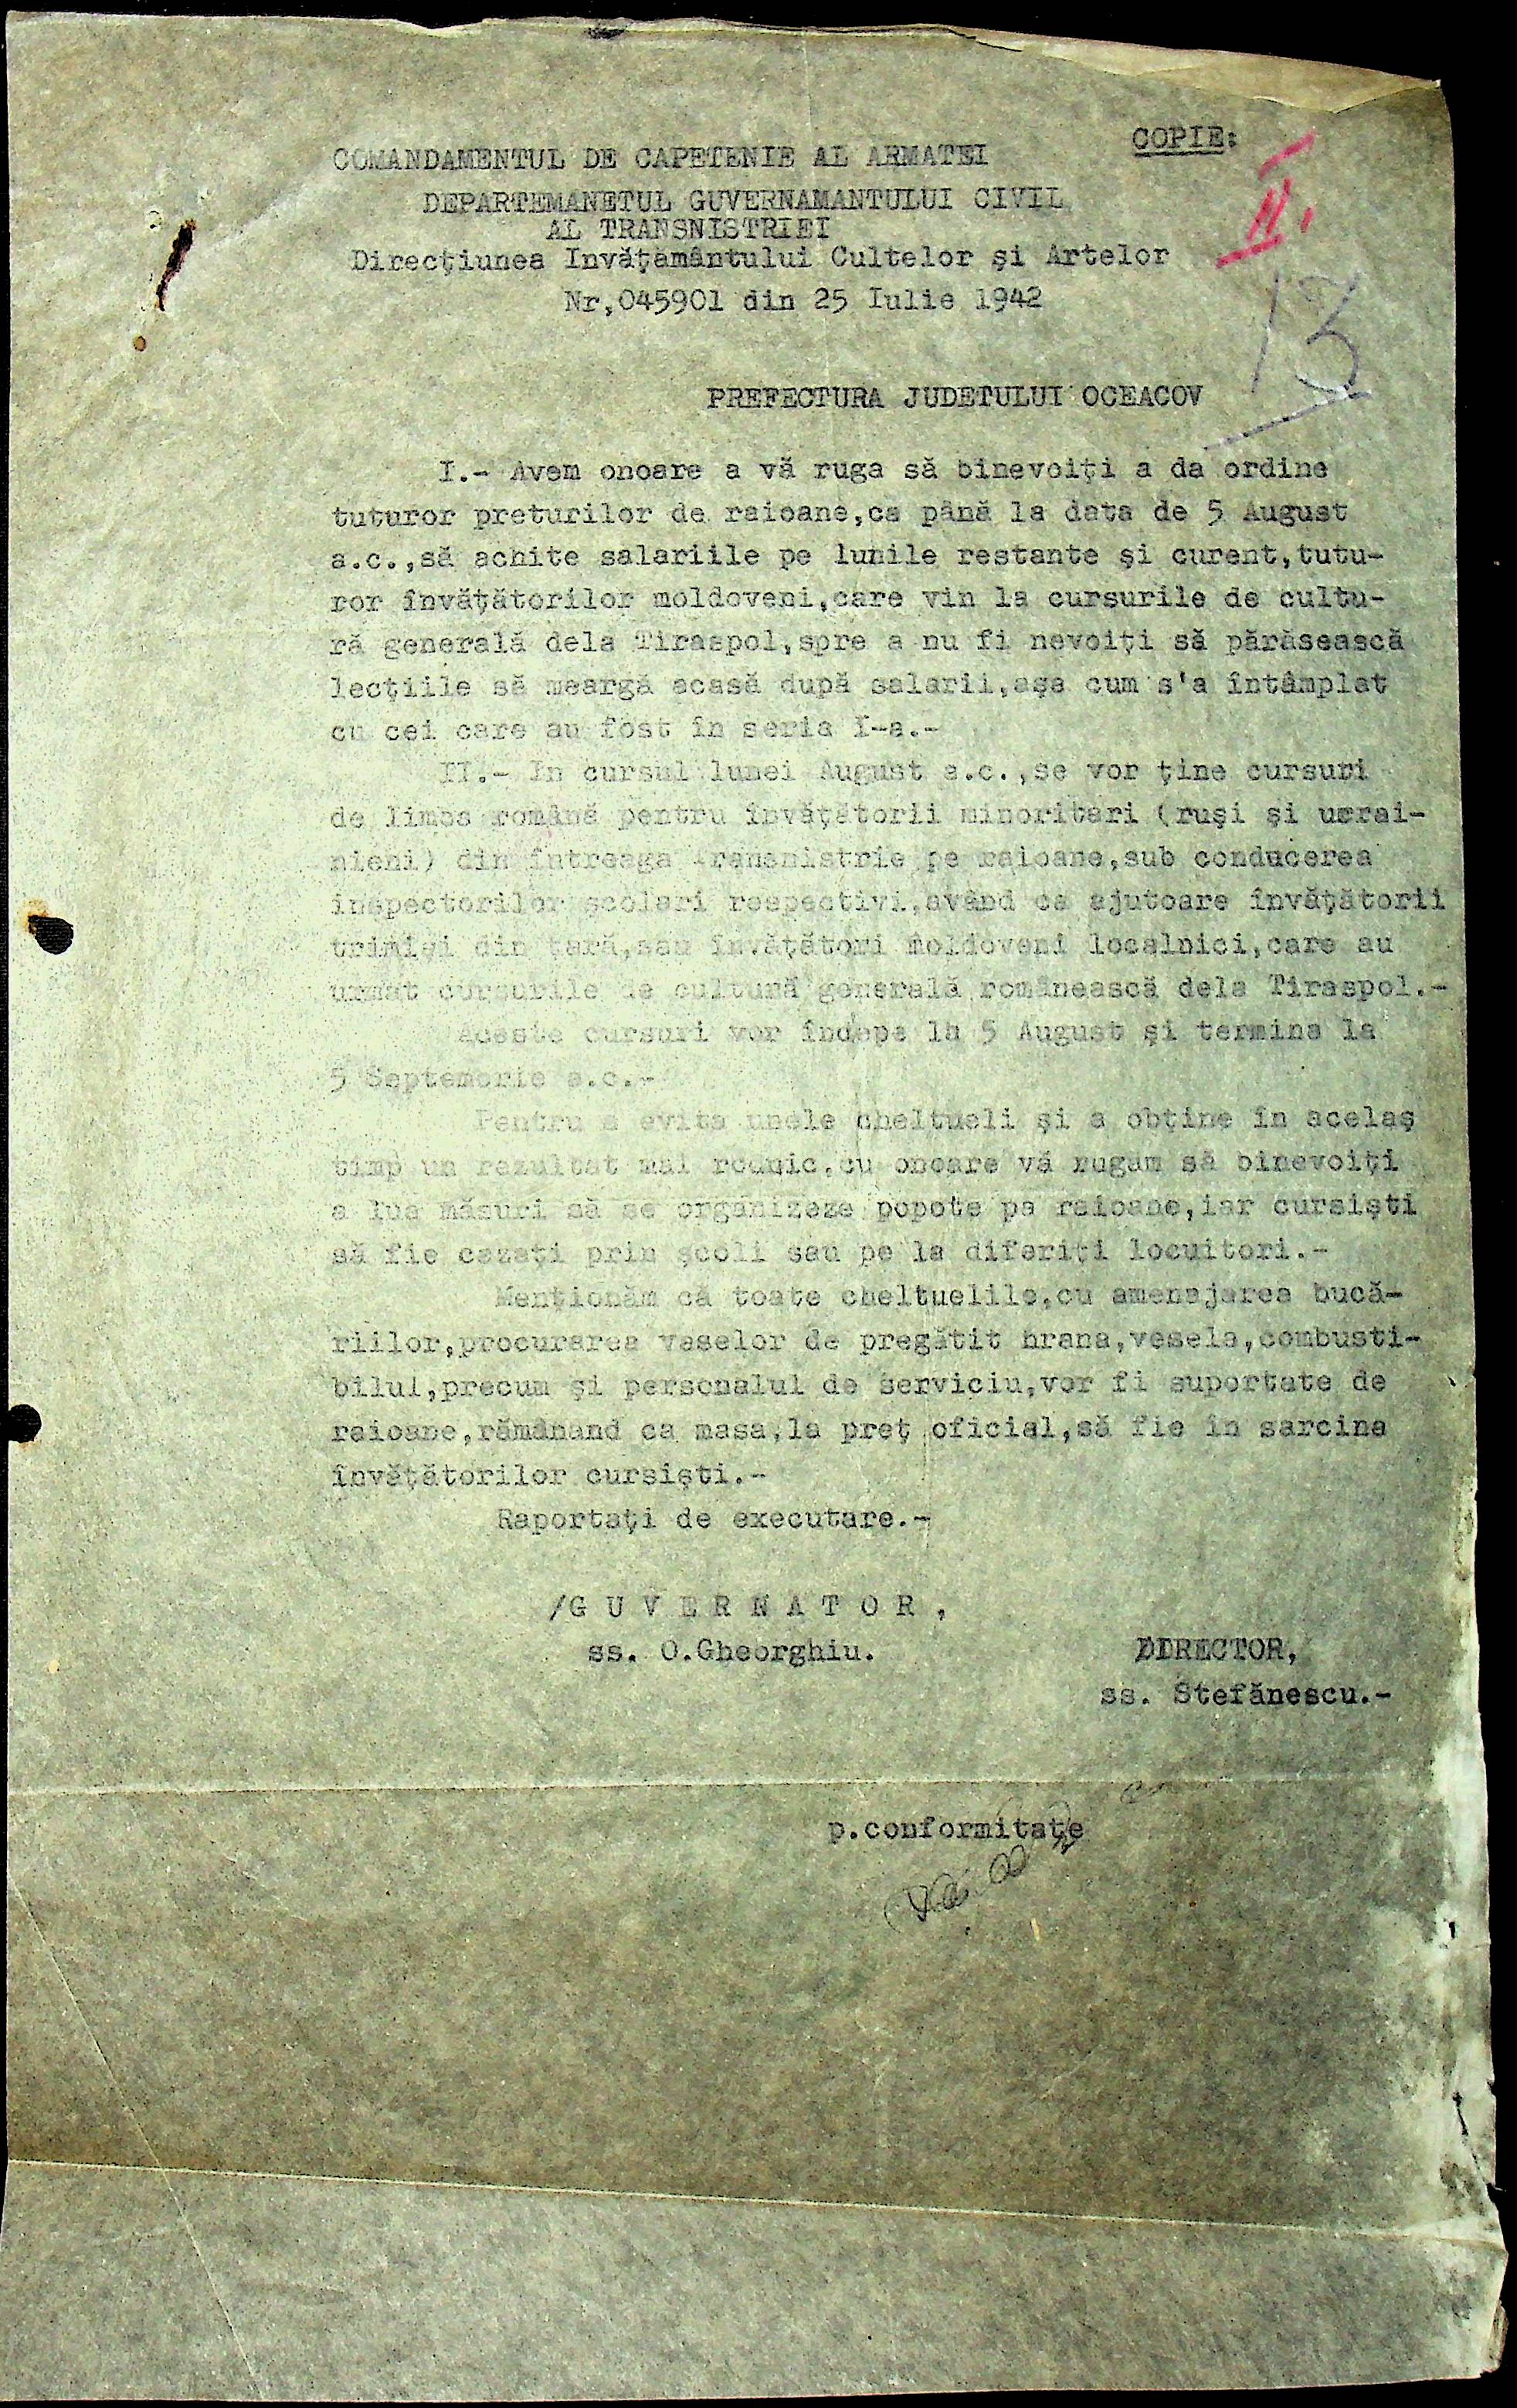 COPIE:
II.
13
COMANDAMENTUL DE CAPETENIE AL ARMATEI
DEPARTEMANETUL GUVERNAMANTULUI CIVIL
AL TRANSNISTRIEI
Direcţiunea Invăţamântului Cultelor şi Artelor
Nr,045901 din 25 Iulie 1942
PREFECTURA JUDETULUI OCEACOV
I.- Avem onoare a vă ruga să binevoiţi a da ordine
tuturor preturilor de raioane,ca până la data de 5 August
a.c.,să achite salariile pe lunile restante şi curent,tutu-
ror învăţătorilor moldoveni,care vin la cursurile de cultu-
ră generală dela Tiraspol,spre a nu fi nevoiţi să părăsească
lecţiile să meargă acasă după salarii,aşa cum s'a întâmplat
cu cei care au fost în seria I-a.-
II.- In cursul lunei August a.c.,se vor ţine cursuri
de limba română pentru învăţătorii minoritari (ruşi şi ucrai-
nieni) din întreaga Transnistrie pe raioane,sub conducerea
inspectorilor şcolari respectivi,având ca ajutoare învăţătorii
trimişi din ţară,sau învăţători moldoveni localnici,care au
urmat cursurile de cultură generală românească dela Tiraspol.-
Aceste cursuri vor începe la 5 August şi termina la
5 Septembrie a.c.-
Pentru a evita unele cheltueli şi a obţine în acelaş
timp un rezultat mai rodnic,cu onoare vă rugăm să binevoiţi
a lua măsuri să se organizeze popote pe raioane,iar cursişti
să fie cazaţi prin şcoli sau pe la diferiţi locuitori.-
Menţionăm că toate cheltuelile,cu amenajarea bucă-
riilor,procurarea vaselor de pregătit hrana,vesela,combusti-
bilul,precum şi personalul de serviciu,vor fi suportate de
raioane,rămânand ca masa,la preţ oficial,să fie în sarcina
învăţătorilor cursişti.-
Raportaţi de executare.-
/G U V E R N A T O R ,
ss. O.Gheorghiu.
DIRECTOR,
ss. Stefănescu.-
p.conformitate